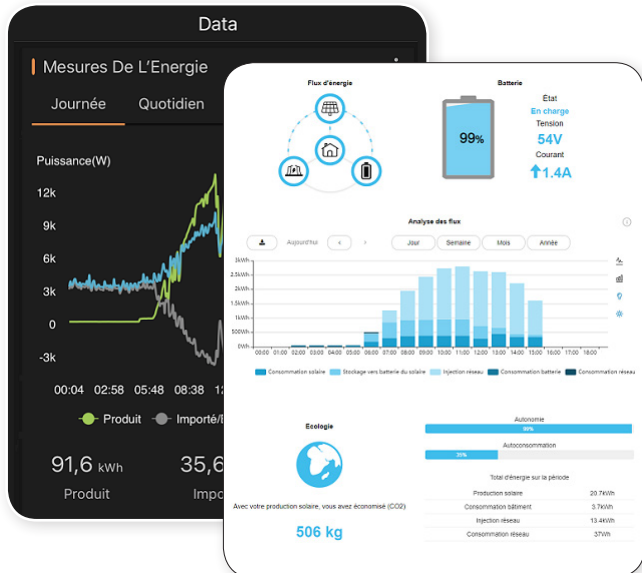 Data
Mesures De L'Energie
Journée Quotidien
Puissance(W)
12k
9k
6k
3k
0
-3k
00:04 02:58 05:48 08:38
Produit Importé/
91,6 kWh 35,6
Produit Impo
Flux d'énergie
Batterie
99%
État
En charge
Tension
54V
Courant
1.4A
Analyse des flux
Aujourd'hui Jour Semaine Mois Année
3kWh
2.5kWh
2kWh
1.5kWh
1kWh
500Wh
0Wh
00:00 01:00 02:00 03:00 04:00 05:00 06:00 07:00 08:00 09:00 10:00 11:00 12:00 13:00 14:00 15:00 16:00 17:00 18:00
Consommation solaire Stockage vers batterie du solaire Injection réseau Consommation batterie Consommation réseau
Ecologie
Avec votre production solaire, vous avez économisé (CO2)
506 kg
Autonomie
Autoconsommation
35%
Total d'énergie sur la période
Production solaire 20.7kWh
Consommation bâtiment 3.7kWh
Injection réseau 13.4kWh
Consommation réseau 37Wh